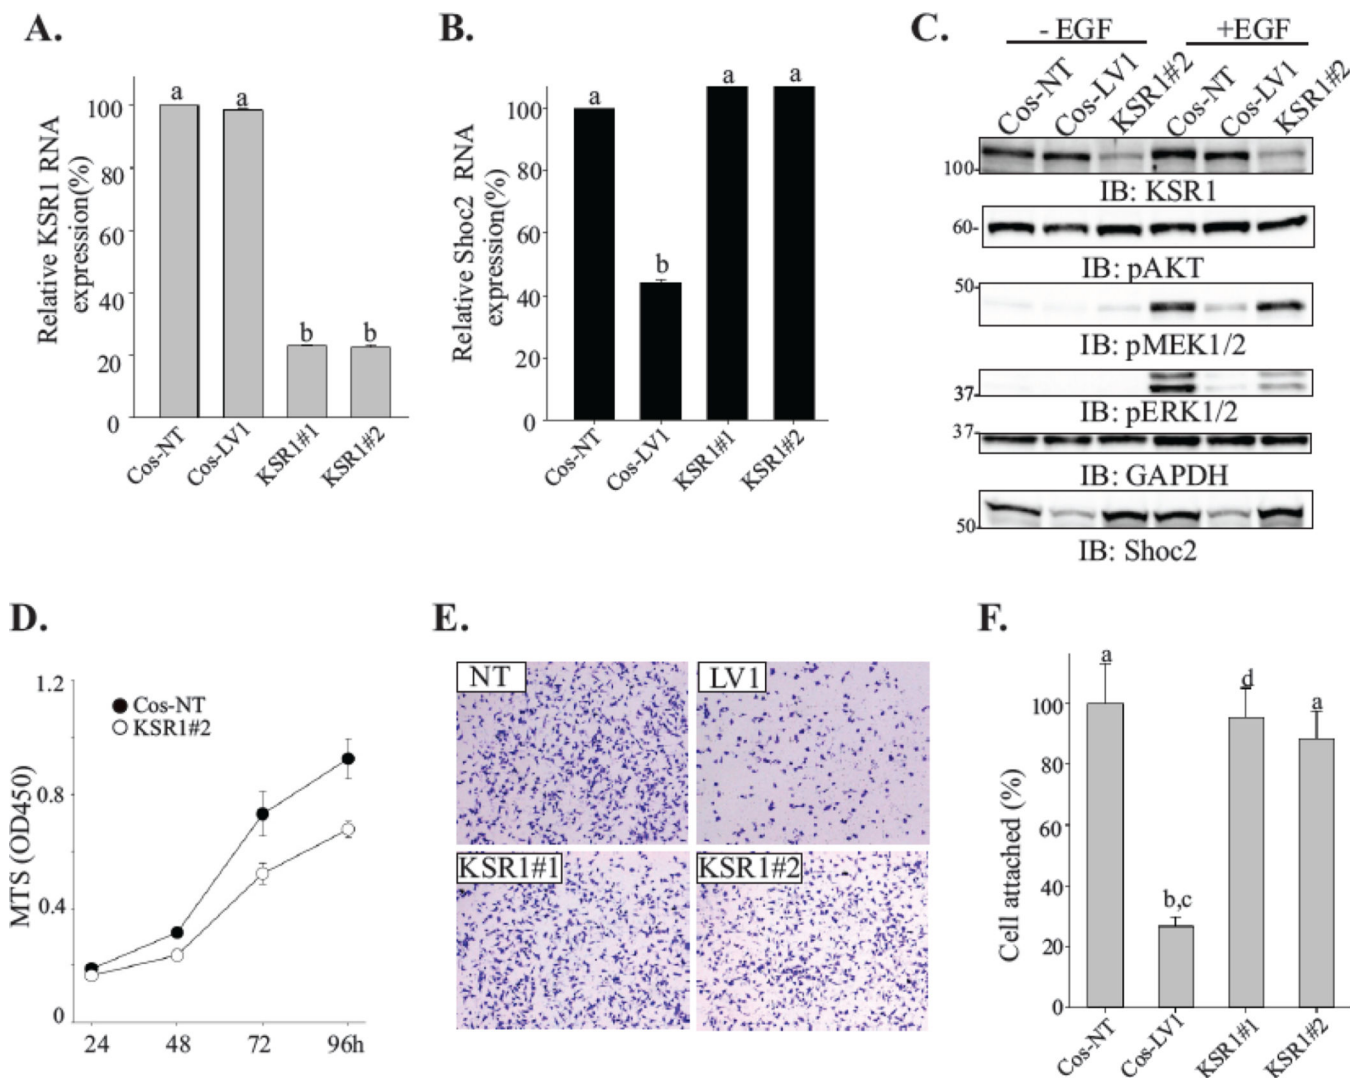 A.
Relative KSR1 RNA
expression(%)
100
80
60
40
20
0
a
a
b
b
Cos-NT
Cos-LV1
KSR1#1
KSR1#2
B.
Relative Shoc2 RNA
expression(%)
100
80
60
40
20
0
a
b
a
a
Cos-NT
Cos-LV1
KSR1#1
KSR1#2
C.
- EGF
+EGF
Cos-NT
Cos-LV1
KSR1#2
Cos-NT
Cos-LV1
KSR1#2
100
IB: KSR1
60-
IB: pAKT
50
IB: pMEK1/2
37
IB: pERK1/2
37
IB: GAPDH
50
IB: Shoc2
D.
MTS (OD450)
1.2
0.8
0.4
0
Cos-NT
KSR1#2
24
48
72
96h
E.
NT
LV1
KSR1#1
KSR1#2
F.
Cell attached (%)
100
80
60
40
20
0
a
b,c
d
a
Cos-NT
Cos-LV1
KSR1#1
KSR1#2